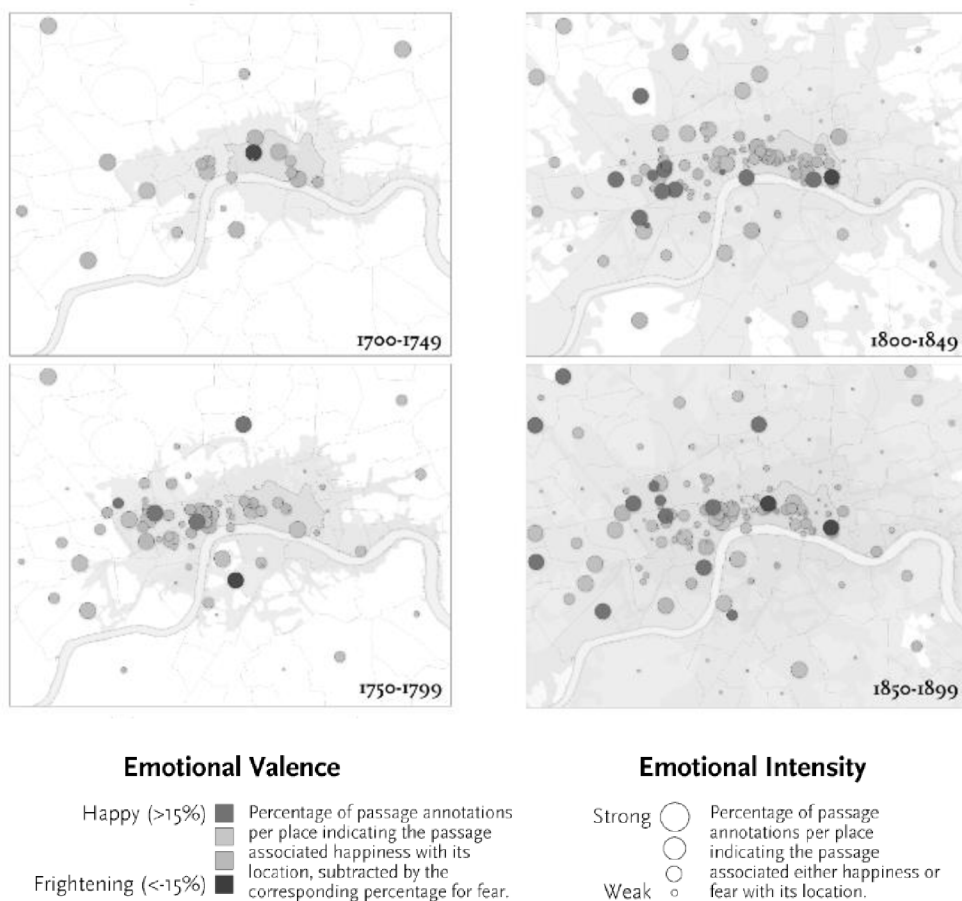 1700-1749
1800-1849
1750-1799
1850-1899
Emotional Valence
Happy (>15%)
Frightening (<-15%)
Percentage of passage annotations
per place indicating the passage
associated happiness with its
location, subtracted by the
corresponding percentage for fear.
Emotional Intensity
Strong
Weak
Percentage of passage
annotations per place
indicating the passage
associated either happiness or
fear with its location.